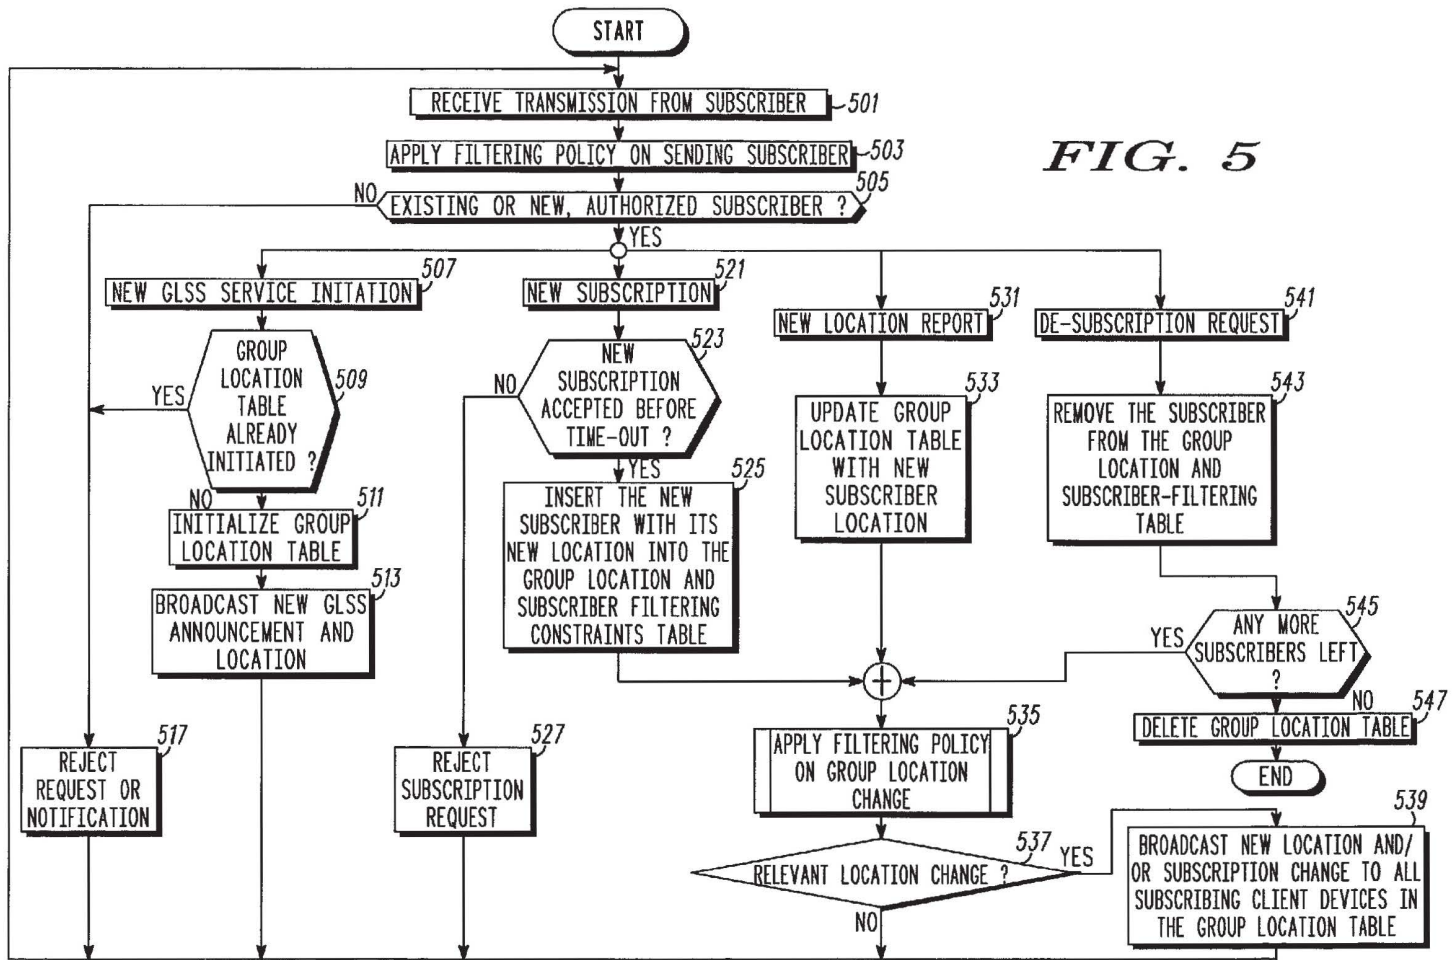 START
RECEIVE TRANSMISSION FROM SUBSCRIBER
501
APPLY FILTERING POLICY ON SENDING SUBSCRIBER
503
FIG. 5
NO
505
EXISTING OR NEW, AUTHORIZED SUBSCRIBER ?
YES
507
NEW GLSS SERVICE INITATION
521
NEW SUBSCRIPTION
531
NEW LOCATION REPORT
541
DE-SUBSCRIPTION REQUEST
GROUP
LOCATION
TABLE
ALREADY
INITIATED ?
509
YES
NO
523
NEW
SUBSCRIPTION
ACCEPTED BEFORE
TIME-OUT ?
NO
YES
533
UPDATE GROUP
LOCATION TABLE
WITH NEW
SUBSCRIBER
LOCATION
543
REMOVE THE SUBSCRIBER
FROM THE GROUP
LOCATION AND
SUBSCRIBER-FILTERING
TABLE
511
INITIALIZE GROUP
LOCATION TABLE
525
INSERT THE NEW
SUBSCRIBER WITH ITS
NEW LOCATION INTO THE
GROUP LOCATION AND
SUBSCRIBER FILTERING
CONSTRAINTS TABLE
513
BROADCAST NEW GLSS
ANNOUNCEMENT AND
LOCATION
545
YES
ANY MORE
SUBSCRIBERS LEFT
?
NO
547
DELETE GROUP LOCATION TABLE
END
517
REJECT
REQUEST OR
NOTIFICATION
527
REJECT
SUBSCRIPTION
REQUEST
535
APPLY FILTERING POLICY
ON GROUP LOCATION
CHANGE
537
RELEVANT LOCATION CHANGE ?
YES
NO
539
BROADCAST NEW LOCATION AND/
OR SUBSCRIPTION CHANGE TO ALL
SUBSCRIBING CLIENT DEVICES IN
THE GROUP LOCATION TABLE